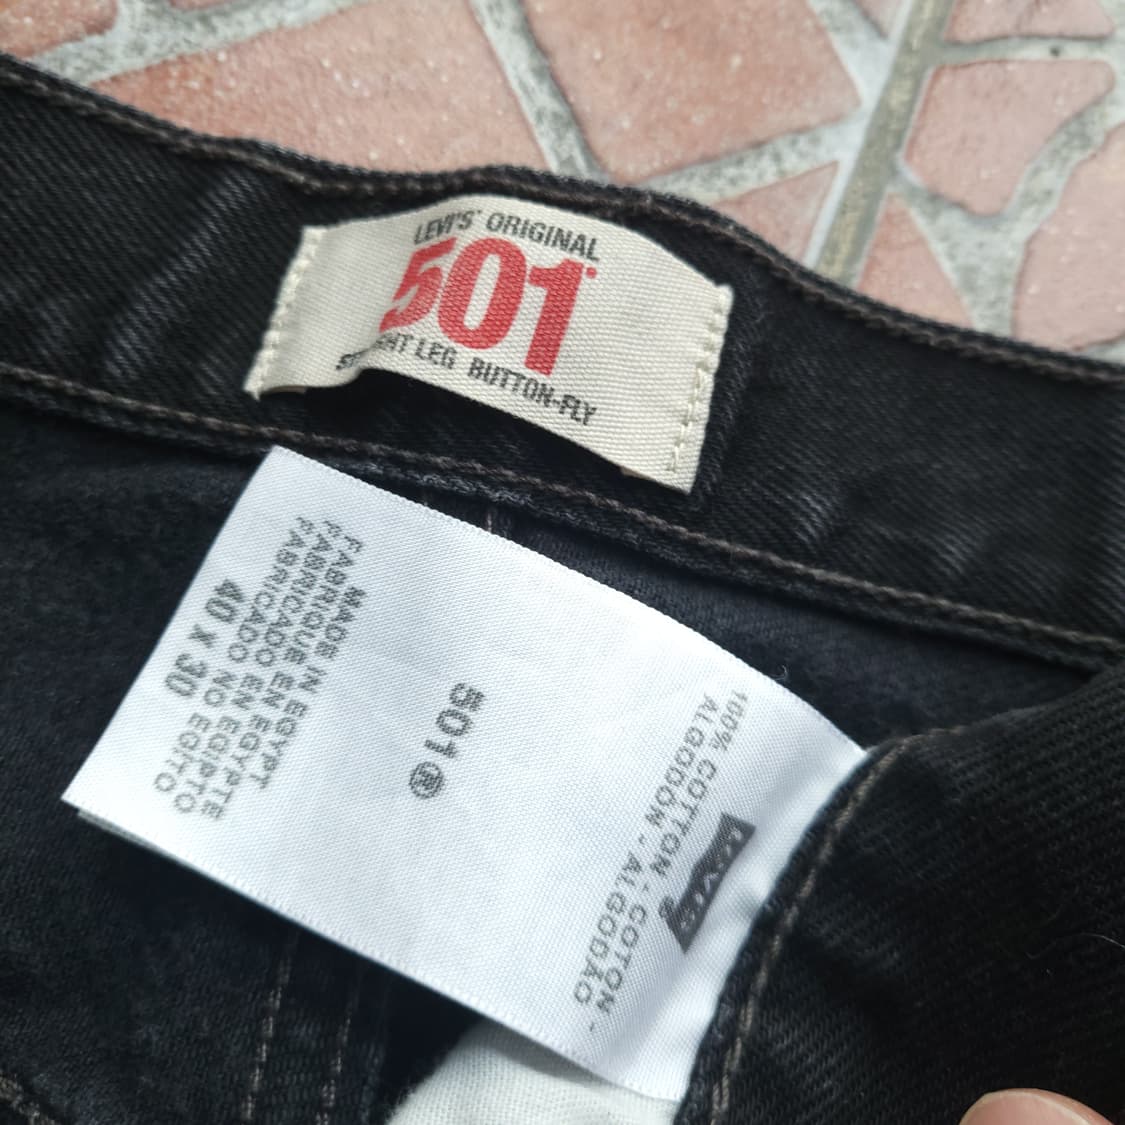 LEVI'S® ORIGINAL
501®
LEG BUTTON-FLY
Levi's
100% COTTON - COTON -
ALGODON - ALGODÃO
501®
MADE IN EGYPT
FABRIQUE EN EGYPTE
FABRICADO EN EGIPTO
FABRICADO NO EGITO
40 X 30